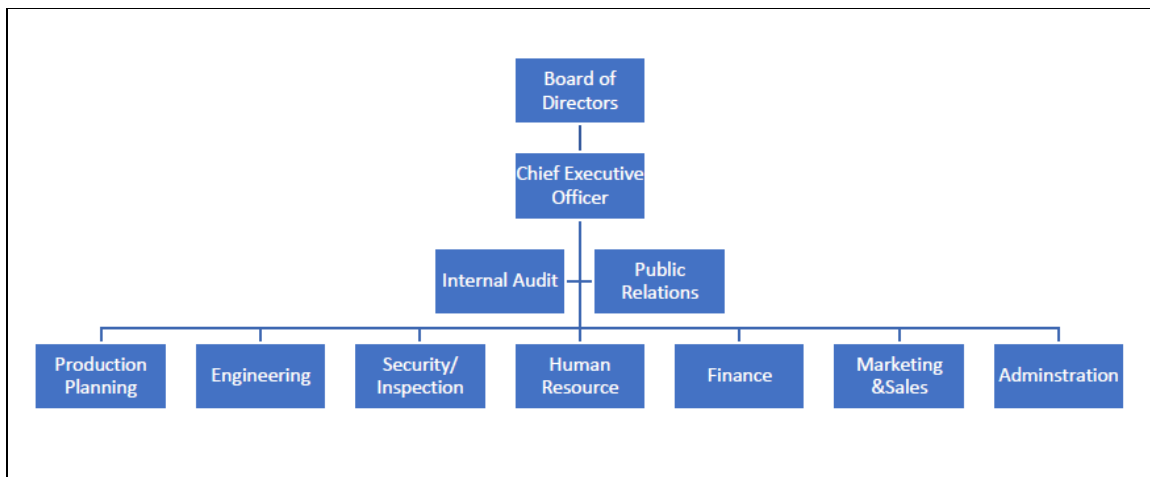 Board of
Directors
Chief Executive
Officer
Internal Audit
Public
Relations
Production
Planning
Engineering
Security/
Inspection
Human
Resource
Finance
Marketing
&Sales
Adminstration